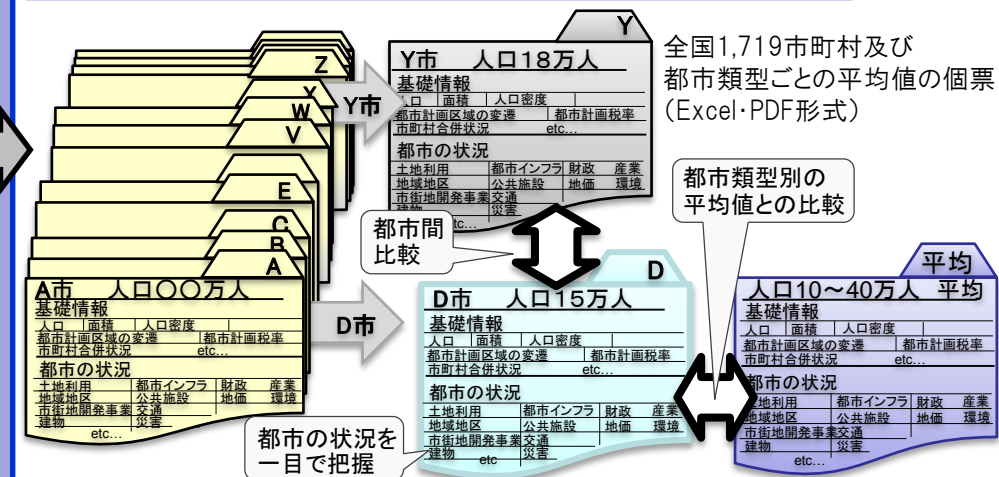 全国1,719市町村及び
都市類型ごとの平均値の個票
(Excel･PDF形式)
Z
X
W
V
E
C
B
A
A市 人口〇〇万人
基礎情報
人口 面積 人口密度
都市計画区域の変遷 都市計画税率
市町村合併状況 etc…
都市の状況
土地利用 都市インフラ 財政 産業
地域地区 公共施設 地価 環境
市街地開発事業 交通
建物 災害
etc…
Y市
D市
Y
Y市 人口18万人
基礎情報
人口 面積 人口密度
都市計画区域の変遷 都市計画税率
市町村合併状況 etc…
都市の状況
土地利用 都市インフラ 財政 産業
地域地区 公共施設 地価 環境
市街地開発事業 交通
建物 災害
etc…
都市間
比較
都市類型別の
平均値との比較
D
D市 人口15万人
基礎情報
人口 面積 人口密度
都市計画区域の変遷 都市計画税率
市町村合併状況 etc…
都市の状況
土地利用 都市インフラ 財政 産業
地域地区 公共施設 地価 環境
市街地開発事業 交通
建物 災害
etc
都市の状況を
一目で把握
平均
人口10～40万人 平均
基礎情報
人口 面積 人口密度
都市計画区域の変遷 都市計画税率
市町村合併状況 etc…
都市の状況
土地利用 都市インフラ 財政 産業
地域地区 公共施設 地価 環境
市街地開発事業 交通
建物 災害
etc…